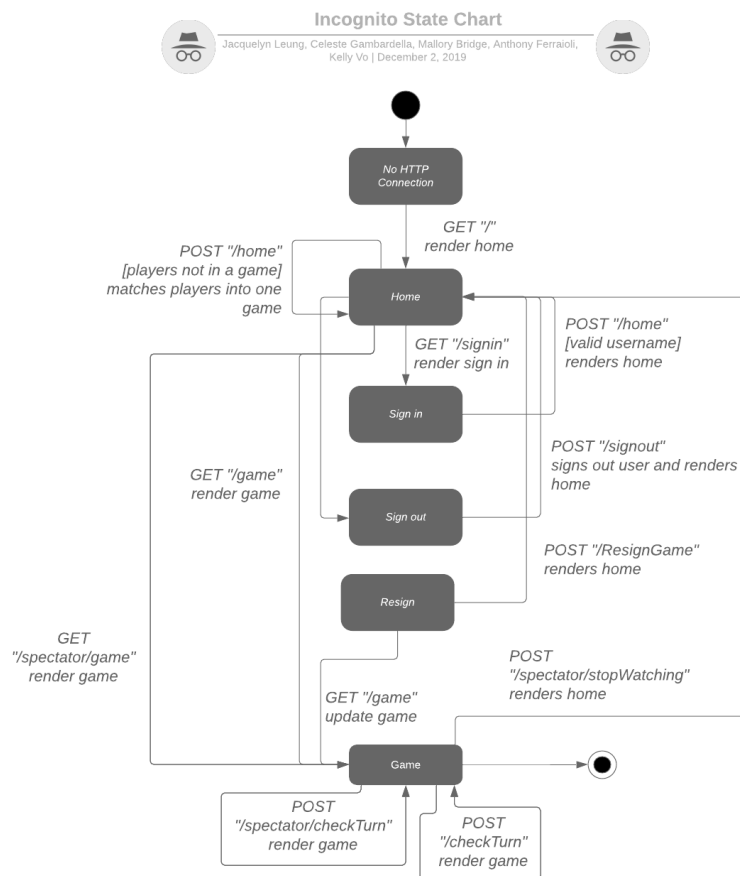 Incognito State Chart
Jacquelyn Leung, Celeste Gambardella, Mallory Bridge, Anthony Ferraioli,
Kelly Vo | December 2, 2019
No HTTP
Connection
GET "/"
render home
POST "/home"
[players not in a game]
matches players into one
game
Home
POST "/home"
[valid username]
renders home
GET "/signin"
render sign in
Sign in
POST "/signout"
signs out user and renders
home
GET "/game"
render game
Sign out
POST "/ResignGame"
renders home
Resign
GET
"/spectator/game"
render game
POST
"/spectator/stopWatching"
renders home
GET "/game"
update game
Game
POST
"/spectator/checkTurn"
render game
POST
"/checkTurn"
render game